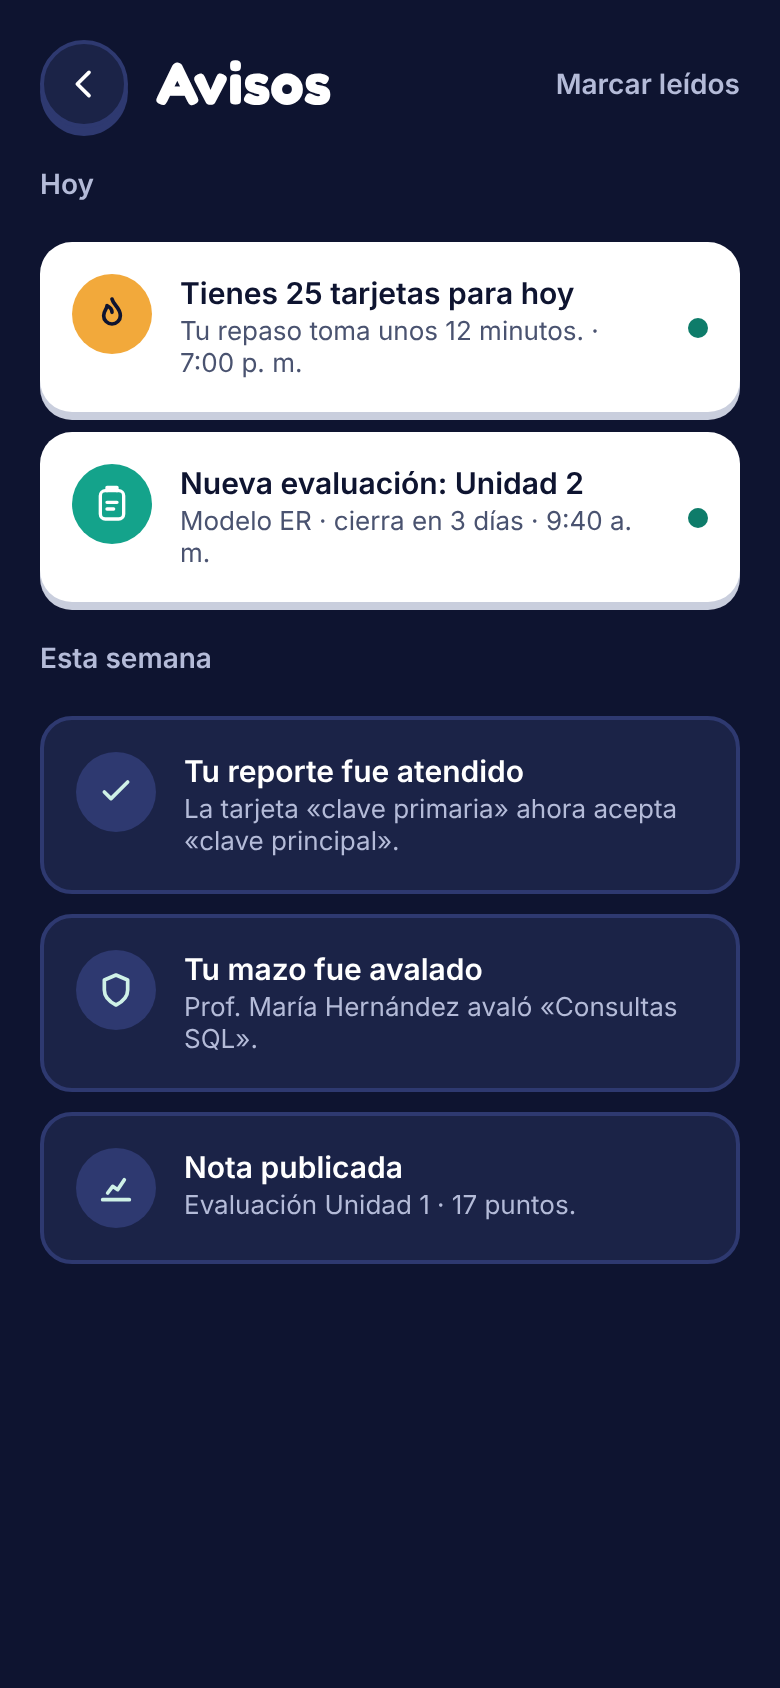 Avisos
Marcar leídos
Hoy
Tienes 25 tarjetas para hoy
Tu repaso toma unos 12 minutos. ·
7:00 p. m.
Nueva evaluación: Unidad 2
Modelo ER · cierra en 3 días · 9:40 a.
m.
Esta semana
Tu reporte fue atendido
La tarjeta «clave primaria» ahora acepta
«clave principal».
Tu mazo fue avalado
Prof. María Hernández avaló «Consultas
SQL».
Nota publicada
Evaluación Unidad 1 · 17 puntos.